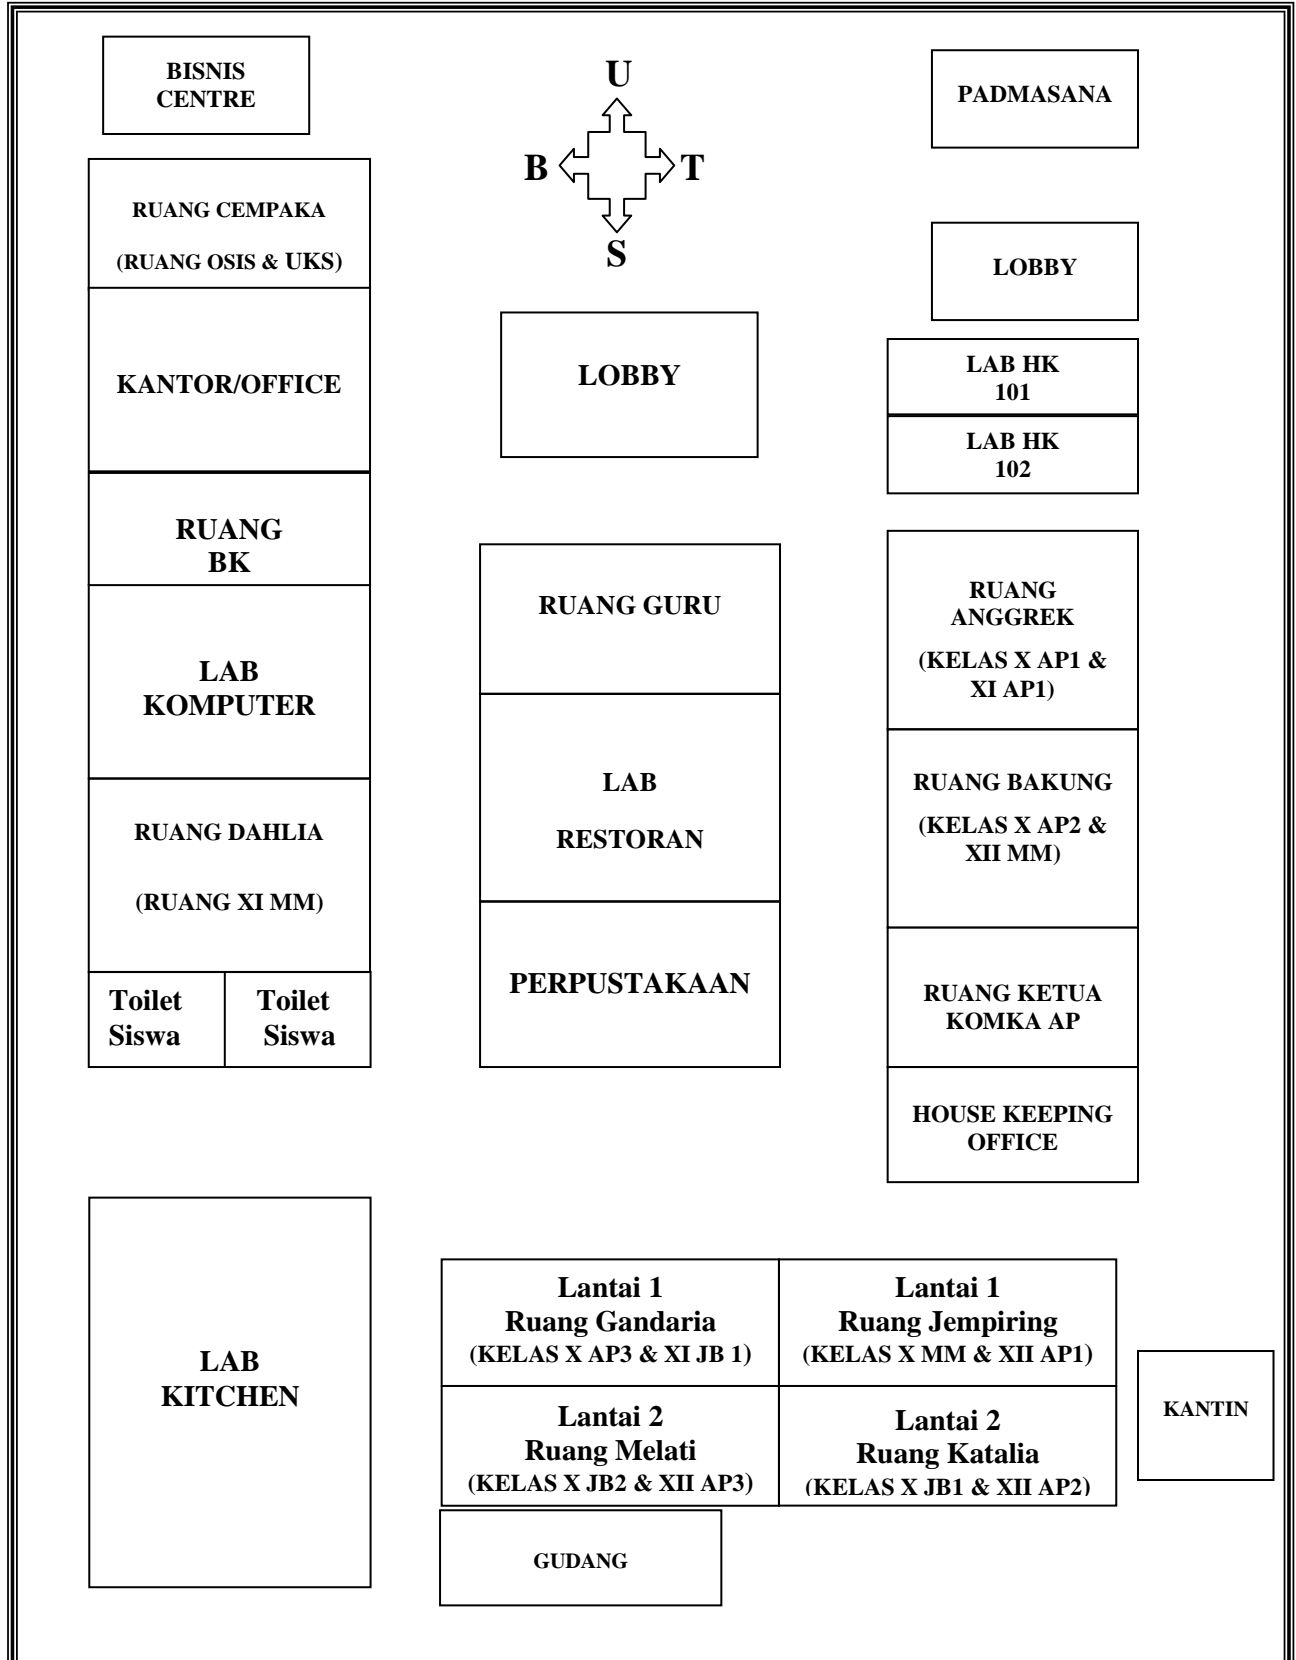 BISNIS
CENTRE
U
B
T
S
PADMASANA
RUANG CEMPAKA
(RUANG OSIS & UKS)
LOBBY
KANTOR/OFFICE
LOBBY
LAB HK
101
LAB HK
102
RUANG
BK
RUANG GURU
RUANG
ANGGREK
(KELAS X AP1 &
XI AP1)
LAB
KOMPUTER
LAB
RESTORAN
RUANG BAKUNG
(KELAS X AP2 &
XII MM)
RUANG DAHLIA
(RUANG XI MM)
PERPUSTAKAAN
RUANG KETUA
KOMKA AP
Toilet
Siswa
Toilet
Siswa
HOUSE KEEPING
OFFICE
LAB
KITCHEN
Lantai 1
Ruang Gandaria
(KELAS X AP3 & XI JB 1)
Lantai 1
Ruang Jempiring
(KELAS X MM & XII AP1)
Lantai 2
Ruang Melati
(KELAS X JB2 & XII AP3)
Lantai 2
Ruang Katalia
(KELAS X JB1 & XII AP2)
KANTIN
GUDANG